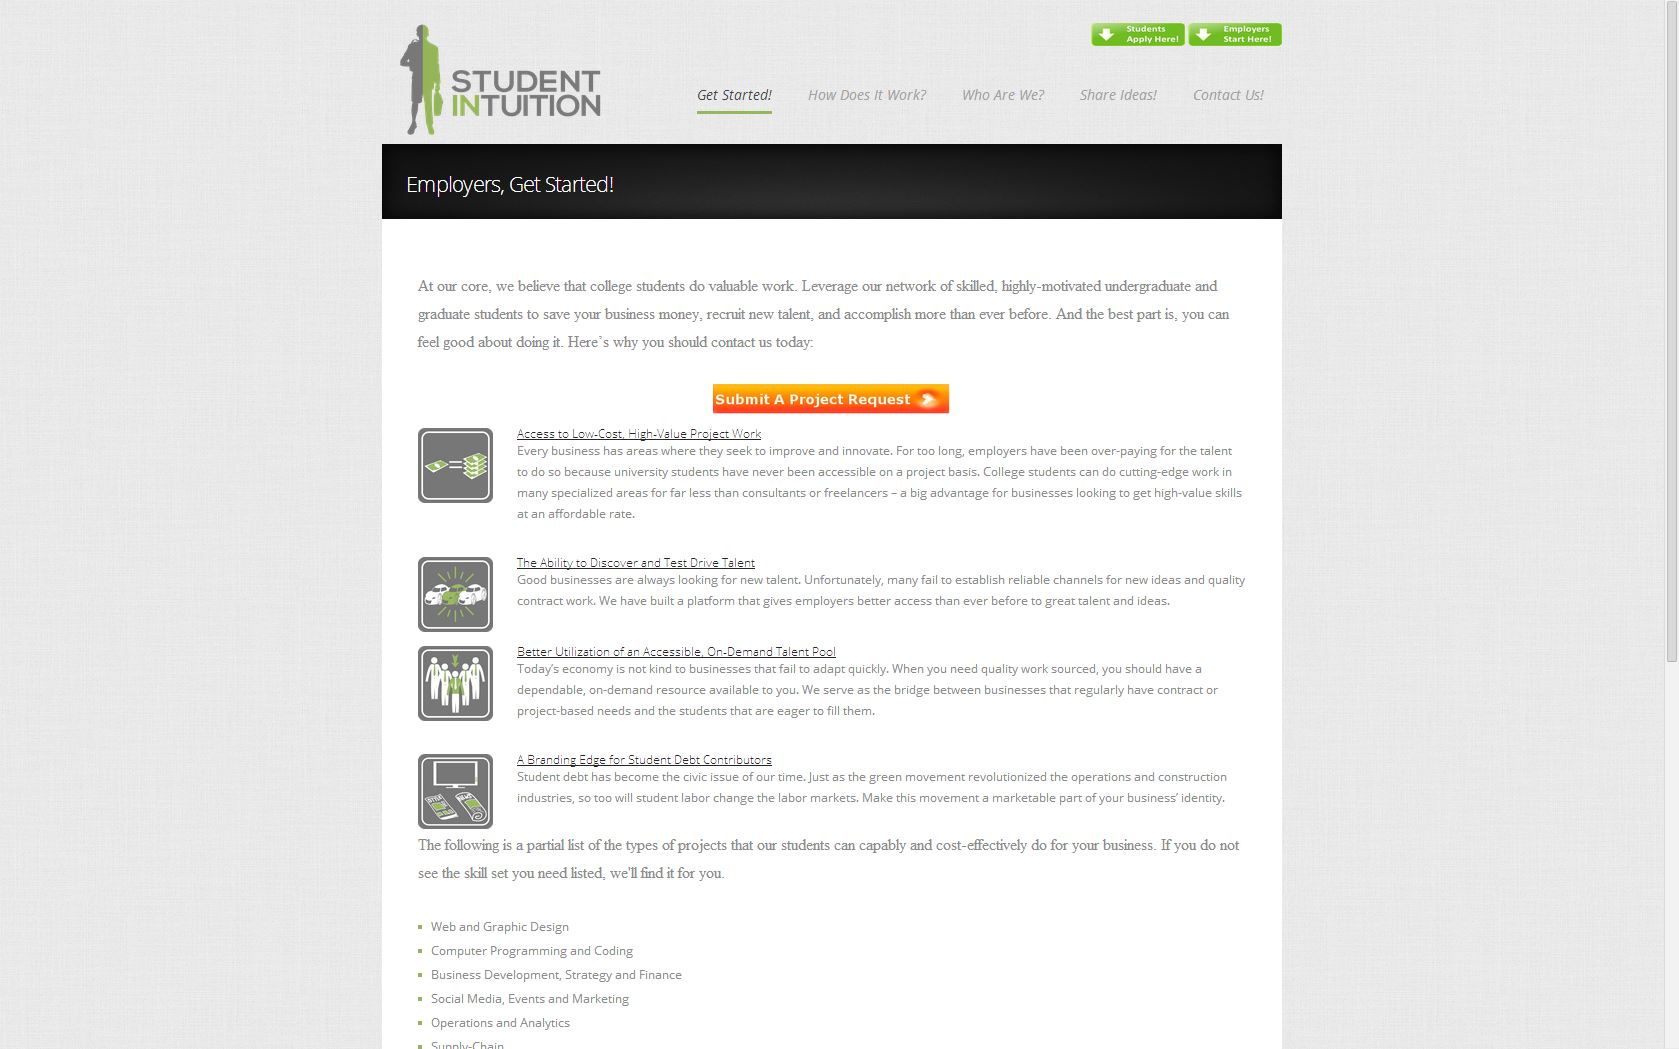 Students
Apply Here!
Employers
Start Here!
STUDENT
INTUITION
Get Started!
How Does It Work?
Who Are We?
Share Ideas!
Contact Us!
Employers, Get Started!
At our core, we believe that college students do valuable work. Leverage our network of skilled, highly-motivated undergraduate and
graduate students to save your business money, recruit new talent, and accomplish more than ever before. And the best part is, you can
feel good about doing it. Here's why you should contact us today:
Submit A Project Request
Access to Low-Cost, High-Value Project Work
Every business has areas where they seek to improve and innovate. For too long, employers have been over-paying for the talent
to do so because university students have never been accessible on a project basis. College students can do cutting-edge work in
many specialized areas for far less than consultants or freelancers – a big advantage for businesses looking to get high-value skills
at an affordable rate.
The Ability to Discover and Test Drive Talent
Good businesses are always looking for new talent. Unfortunately, many fail to establish reliable channels for new ideas and quality
contract work. We have built a platform that gives employers better access than ever before to great talent and ideas.
Better Utilization of an Accessible, On-Demand Talent Pool
Today's economy is not kind to businesses that fail to adapt quickly. When you need quality work sourced, you should have a
dependable, on-demand resource available to you. We serve as the bridge between businesses that regularly have contract or
project-based needs and the students that are eager to fill them.
A Branding Edge for Student Debt Contributors
Student debt has become the civic issue of our time. Just as the green movement revolutionized the operations and construction
industries, so too will student labor change the labor markets. Make this movement a marketable part of your business' identity.
The following is a partial list of the types of projects that our students can capably and cost-effectively do for your business. If you do not
see the skill set you need listed, we'll find it for you.
Web and Graphic Design
Computer Programming and Coding
Business Development, Strategy and Finance
Social Media, Events and Marketing
Operations and Analytics
Supply-Chain